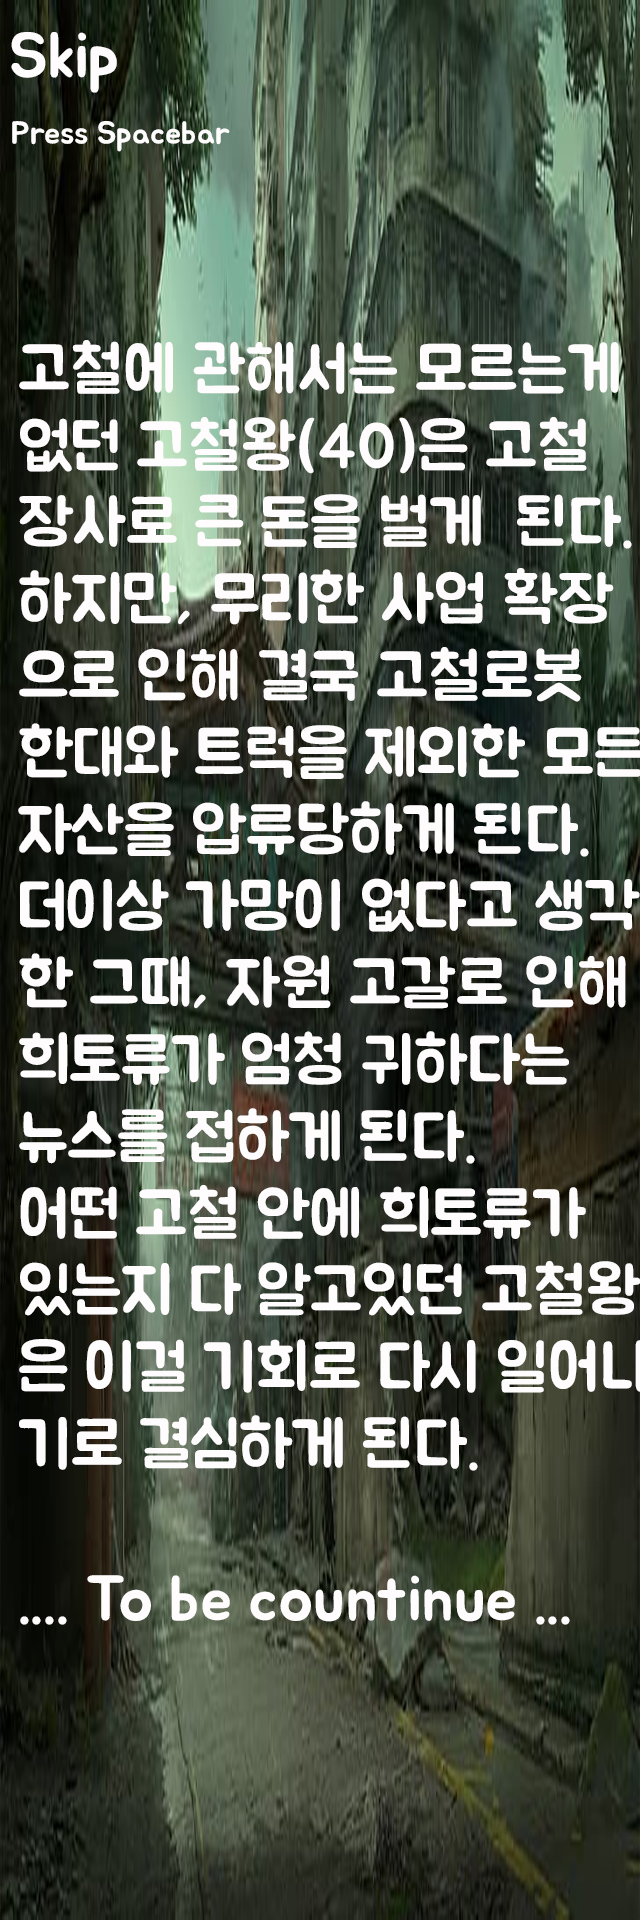 Skip
Press Spacebar
고철에 관해서는 모르는게
없던 고철왕(40)은 고철
장사로 큰 돈을 벌게  된다.
하지만, 무리한 사업 확장
으로 인해 결국 고철로봇
한대와 트럭을 제외한 모든
자산을 압류당하게 된다.
더이상 가망이 없다고 생각
한 그때, 자원 고갈로 인해
희토류가 엄청 귀하다는
뉴스를 접하게 된다.
어떤 고철 안에 희토류가
있는지 다 알고있던 고철왕
은 이걸 기회로 다시 일어나
기로 결심하게 된다.
.... To be countinue ...